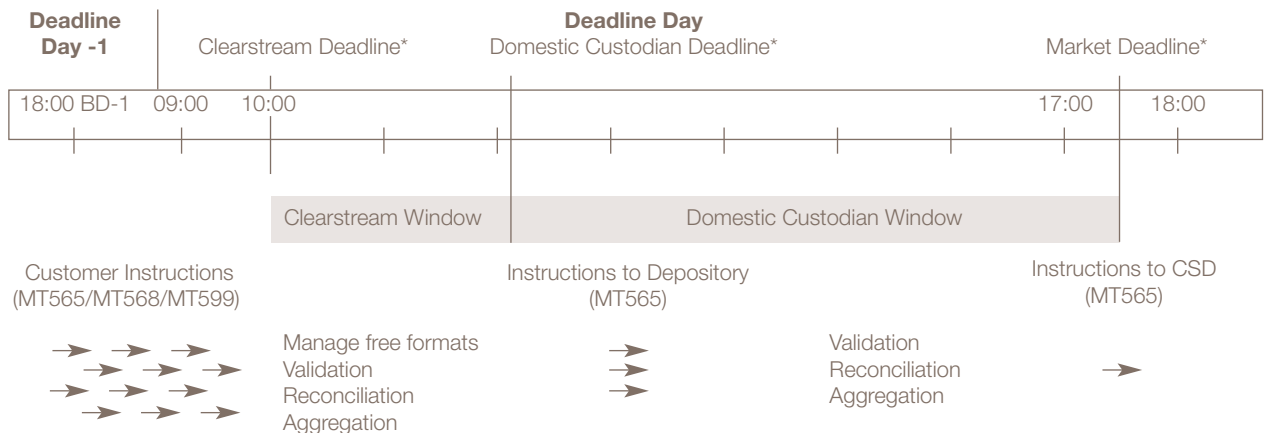 Deadline
Day -1
Deadline Day
Clearstream Deadline*
Domestic Custodian Deadline*
Market Deadline*
18:00 BD-1
09:00
10:00
17:00
18:00
Clearstream Window
Domestic Custodian Window
Customer Instructions
(MT565/MT568/MT599)
Instructions to Depository
(MT565)
Instructions to CSD
(MT565)
Manage free formats
Validation
Reconciliation
Aggregation
Validation
Reconciliation
Aggregation